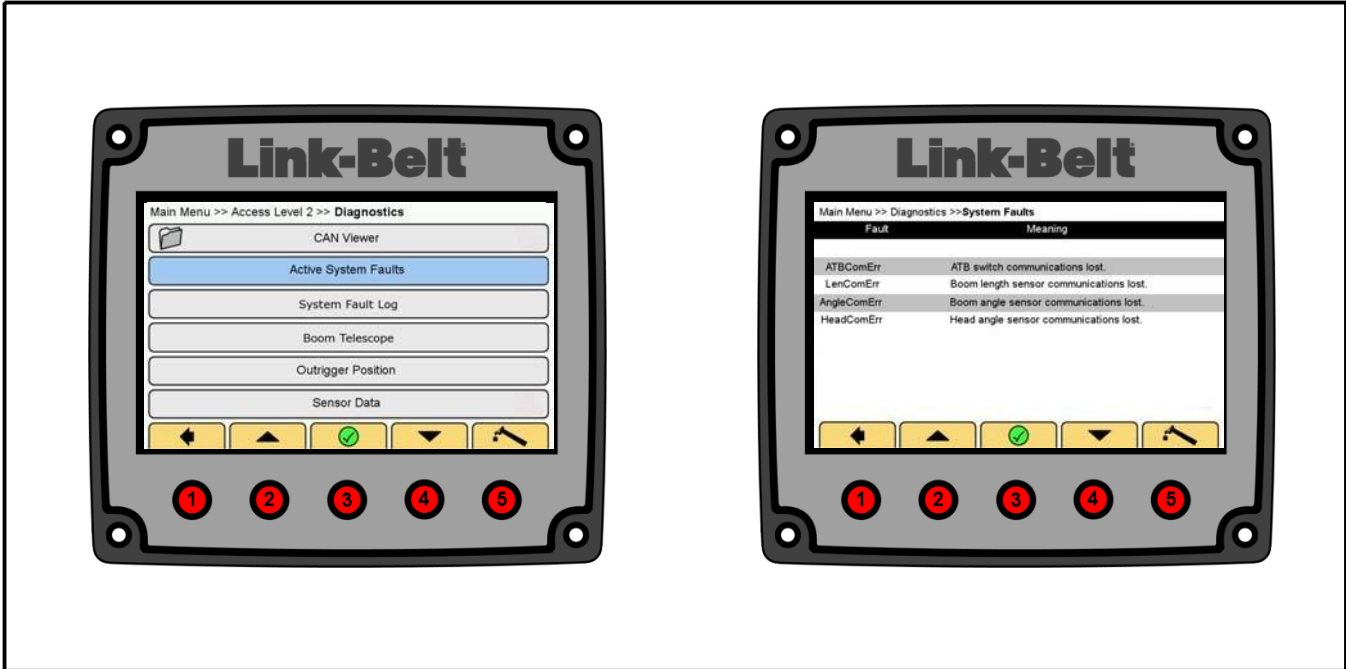 Link-Belt
Main Menu >> Access Level 2 >> Diagnostics
CAN Viewer
Active System Faults
System Fault Log
Boom Telescope
Outrigger Position
Sensor Data
1 2 3 4 5
Link-Belt
Main Menu >> Diagnostics >>System Faults
Fault Meaning
ATBComErr ATB switch communications lost.
LenComErr Boom length sensor communications lost.
AngleComErr Boom angle sensor communications lost.
HeadComErr Head angle sensor communications lost.
1 2 3 4 5